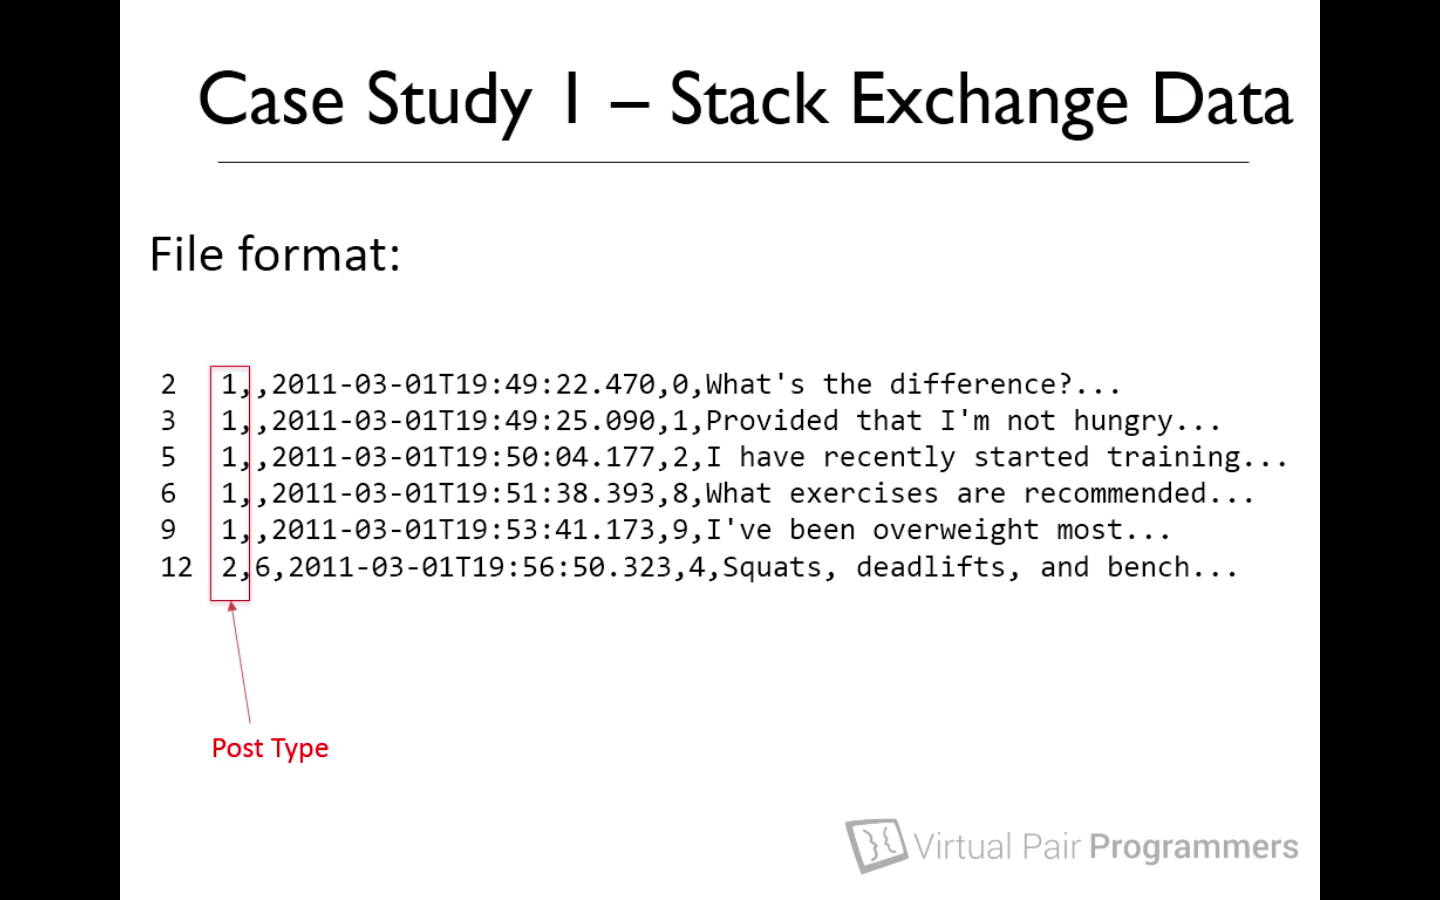 Case Study 1 – Stack Exchange Data
File format:
2 1,,2011-03-01T19:49:22.470,0,What's the difference?...
3 1,,2011-03-01T19:49:25.090,1,Provided that I'm not hungry...
5 1,,2011-03-01T19:50:04.177,2,I have recently started training...
6 1,,2011-03-01T19:51:38.393,8,What exercises are recommended...
9 1,,2011-03-01T19:53:41.173,9,I've been overweight most...
12 2,6,2011-03-01T19:56:50.323,4,Squats, deadlifts, and bench...
Post Type
Virtual Pair Programmers